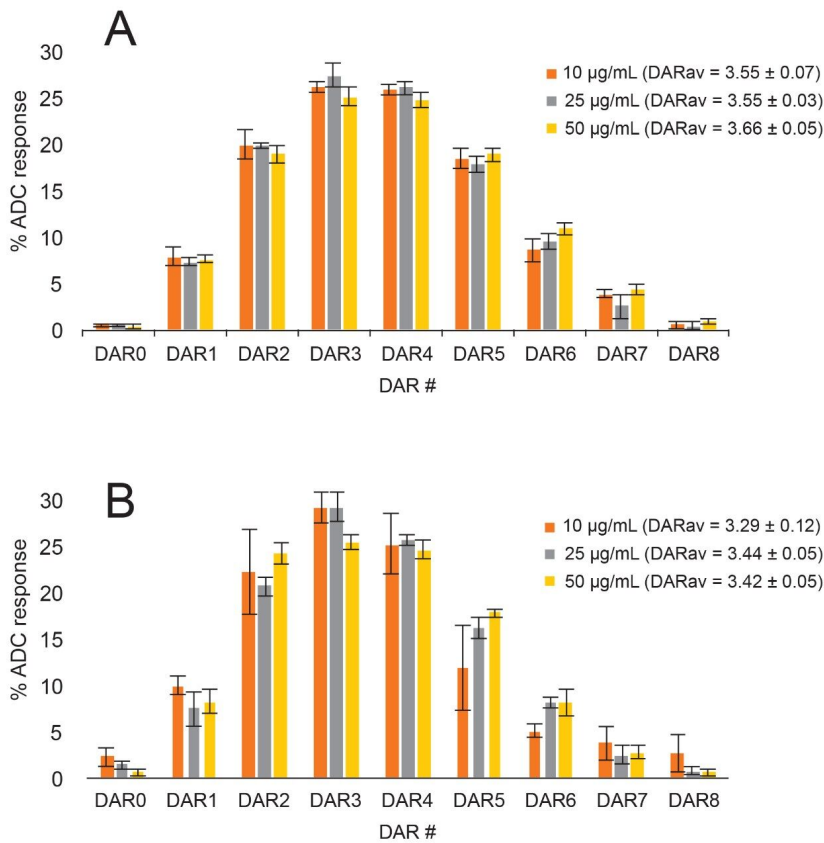 A
30
25
20
15
10
5
0
% ADC response
10 µg/mL (DARav = 3.55 ± 0.07)
25 µg/mL (DARav = 3.55 ± 0.03)
50 µg/mL (DARav = 3.66 ± 0.05)
DAR0 DAR1 DAR2 DAR3 DAR4 DAR5 DAR6 DAR7 DAR8
DAR #
B
30
25
20
15
10
5
0
% ADC response
10 µg/mL (DARav = 3.29 ± 0.12)
25 µg/mL (DARav = 3.44 ± 0.05)
50 µg/mL (DARav = 3.42 ± 0.05)
DAR0 DAR1 DAR2 DAR3 DAR4 DAR5 DAR6 DAR7 DAR8
DAR #